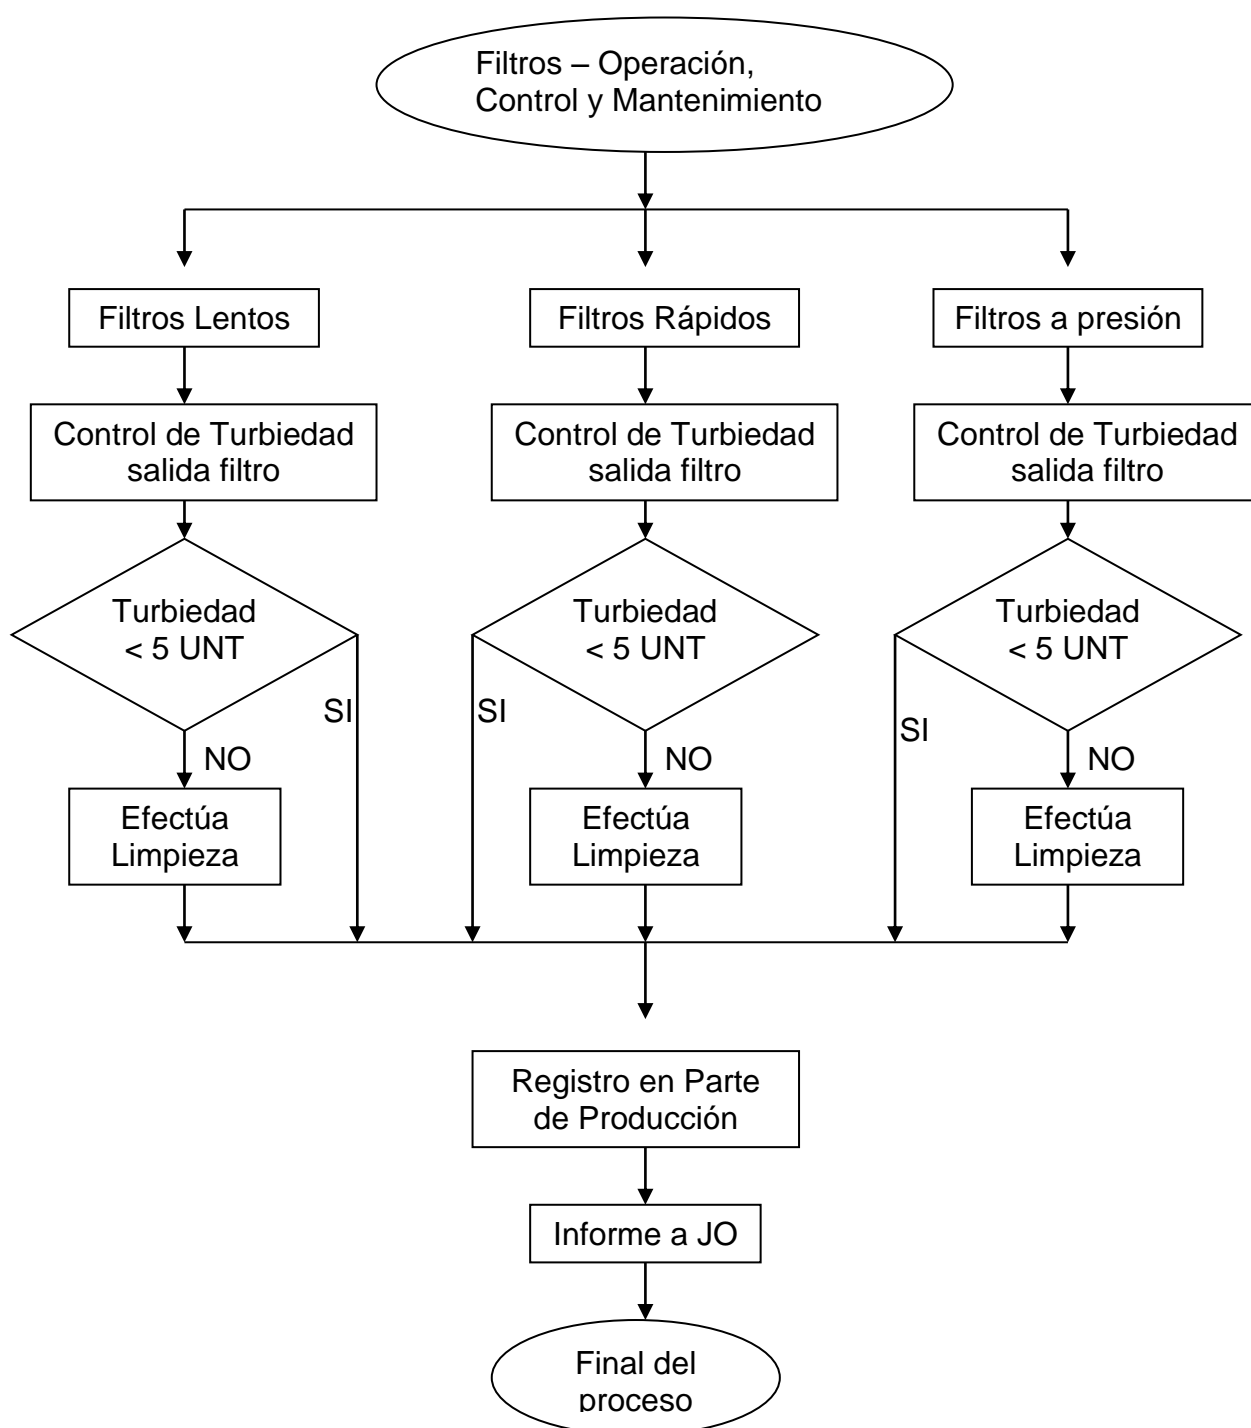 Filtros – Operación,
Control y Mantenimiento
Filtros Lentos
Filtros Rápidos
Filtros a presión
Control de Turbiedad
salida filtro
Control de Turbiedad
salida filtro
Control de Turbiedad
salida filtro
Turbiedad
< 5 UNT
Turbiedad
< 5 UNT
Turbiedad
< 5 UNT
SI
SI
SI
NO
NO
NO
Efectúa
Limpieza
Efectúa
Limpieza
Efectúa
Limpieza
Registro en Parte
de Producción
Informe a JO
Final del
proceso